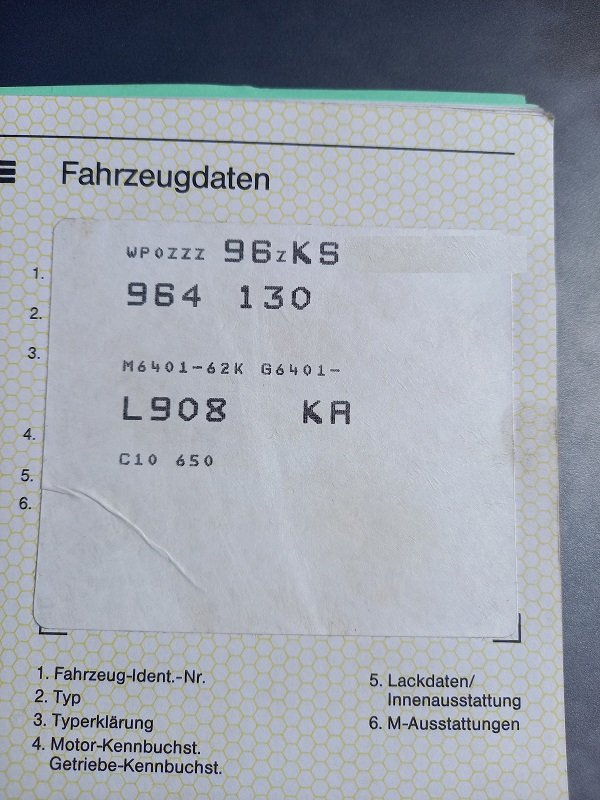 Fahrzeugdaten
WP0ZZZ 96ZKS
1.
964 130
2.
3.
M6401-62K G6401-
L908 KA
4.
C10 650
5.
6.
1. Fahrzeug-Ident.-Nr.
2. Typ
3. Typerklärung
4. Motor-Kennbuchst.
Getriebe-Kennbuchst.
5. Lackdaten/
Innenausstattung
6. M-Ausstattungen